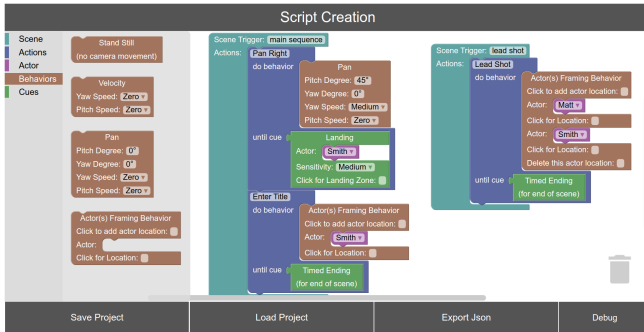 Script Creation
Scene
Actions
Actor
Behaviors
Cues
Stand Still
(no camera movement)
Velocity
Yaw Speed: Zero
Pitch Speed: Zero
Pan
Pitch Degree: 0°
Yaw Degree: 0°
Yaw Speed: Zero
Pitch Speed: Zero
Actor(s) Framing Behavior
Click to add actor location:
Actor:
Click for Location:
Scene Trigger: main sequence
Actions: Pan Right
do behavior
Pan
Pitch Degree: 45°
Yaw Degree: 0°
Yaw Speed: Medium
Pitch Speed: Zero
until cue
Landing
Actor: Smith
Sensitivity: Medium
Click for Landing Zone:
Enter Title
do behavior
Actor(s) Framing Behavior
Click to add actor location:
Actor: Smith
Click for Location:
until cue
Timed Ending
(for end of scene)
Scene Trigger: lead shot
Actions: Lead Shot
do behavior
Actor(s) Framing Behavior
Click to add actor location:
Actor: Matt
Click for Location:
Actor: Smith
Click for Location:
Delete this actor location:
until cue
Timed Ending
(for end of scene)
Save Project
Load Project
Export Json
Debug